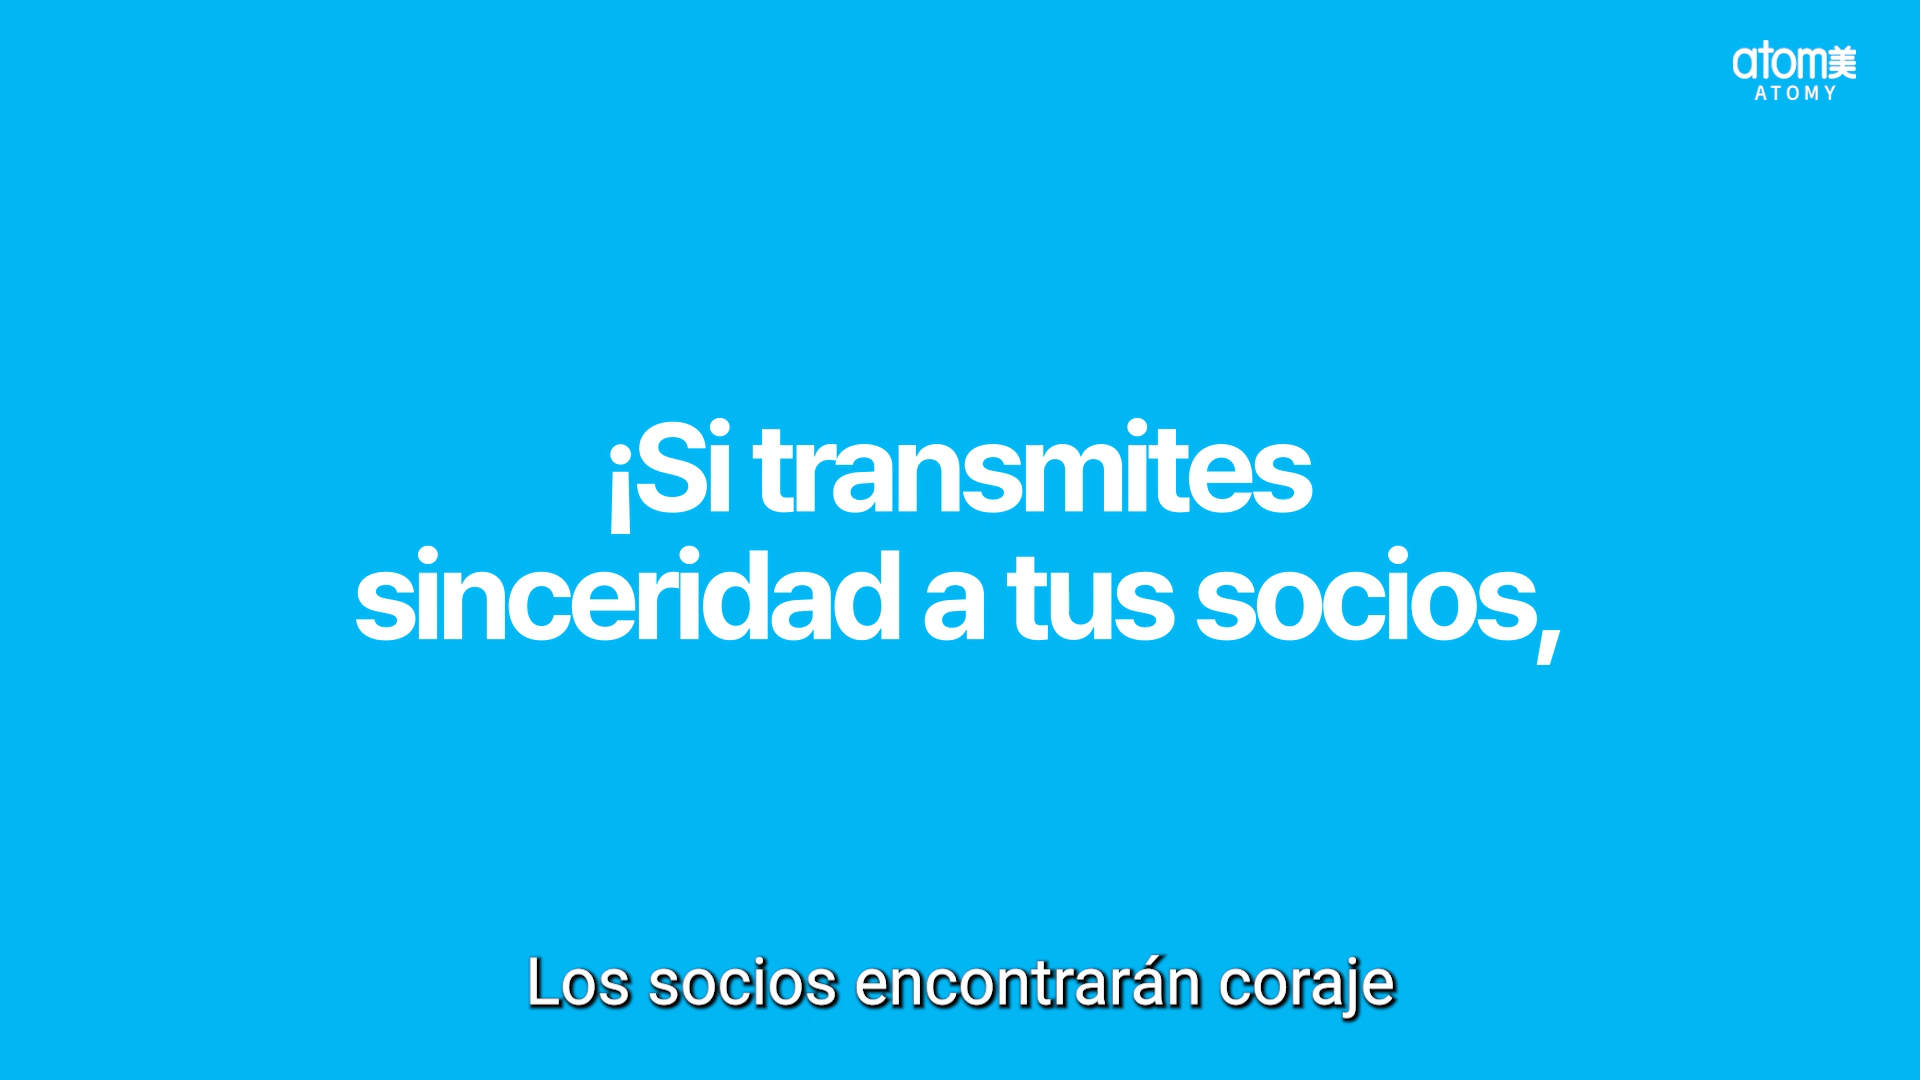 atom美
ATOMY
¡Si transmites
sinceridad a tus socios,
Los socios encontrarán coraje